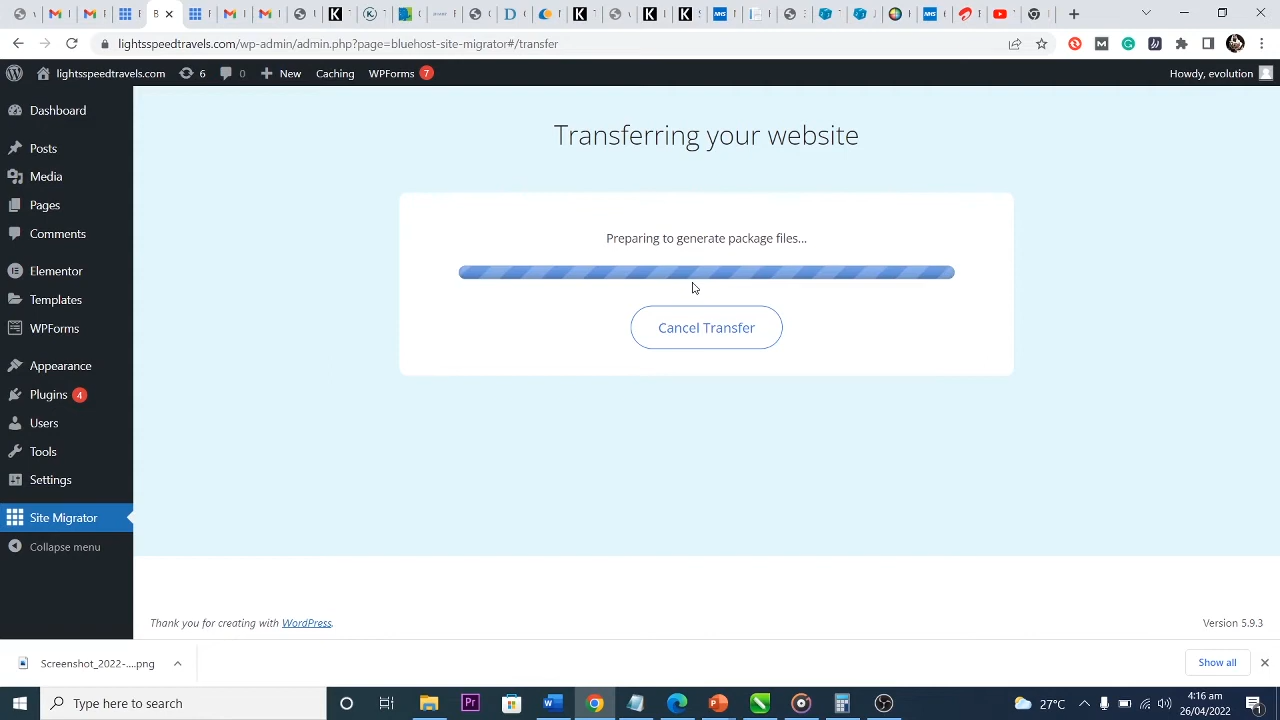 lightsspeedtravels.com/wp-admin/admin.php?page=bluehost-site-migrator#/transfer
lightsspeedtravels.com
6
New
Caching
WPForms 7
Howdy, evolution
Dashboard
Posts
Media
Pages
Comments
Elementor
Templates
WPForms
Appearance
Plugins 4
Users
Tools
Settings
Site Migrator
Collapse menu
Transferring your website
Preparing to generate package files...
Cancel Transfer
Thank you for creating with WordPress.
Version 5.9.3
Screenshot_2022-....png
Show all
Type here to search
27°C
4:16 am
26/04/2022